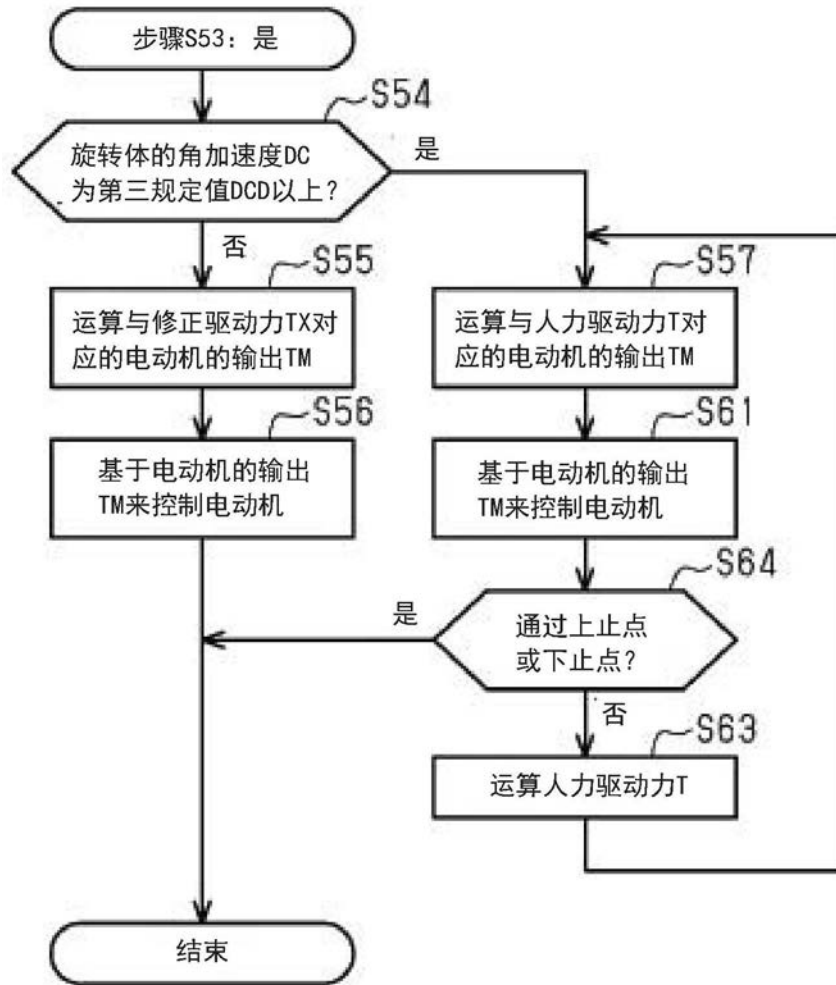 步骤S53：是
S54
旋转体的角加速度DC
为第三规定值DCD以上？
是
否
S55
运算与修正驱动力TX对
应的电动机的输出TM
S57
运算与人力驱动力T对
应的电动机的输出TM
S56
基于电动机的输出
TM来控制电动机
S61
基于电动机的输出
TM来控制电动机
S64
是
通过上止点
或下止点？
否
S63
运算人力驱动力T
结束